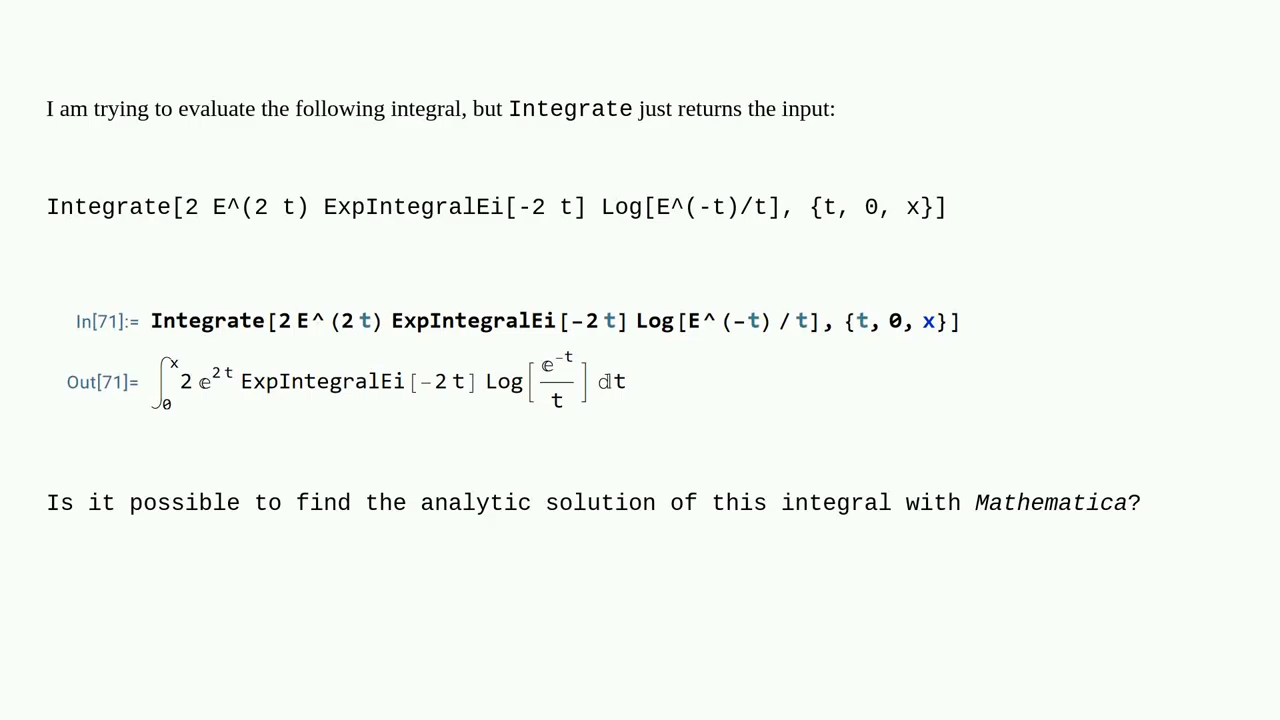 I am trying to evaluate the following integral, but Integrate just returns the input:
Integrate[2 E^(2 t) ExpIntegralEi[-2 t] Log[E^(-t)/t], {t, 0, x}]
In[71]:= Integrate[2 E^(2 t) ExpIntegralEi[-2 t] Log[E^(-t)/t], {t, 0, x}]
Out[71]= ∫₀ˣ 2 ⅇ^(2 t) ExpIntegralEi[-2 t] Log[ⅇ^(-t)/t] ⅆt
Is it possible to find the analytic solution of this integral with Mathematica?